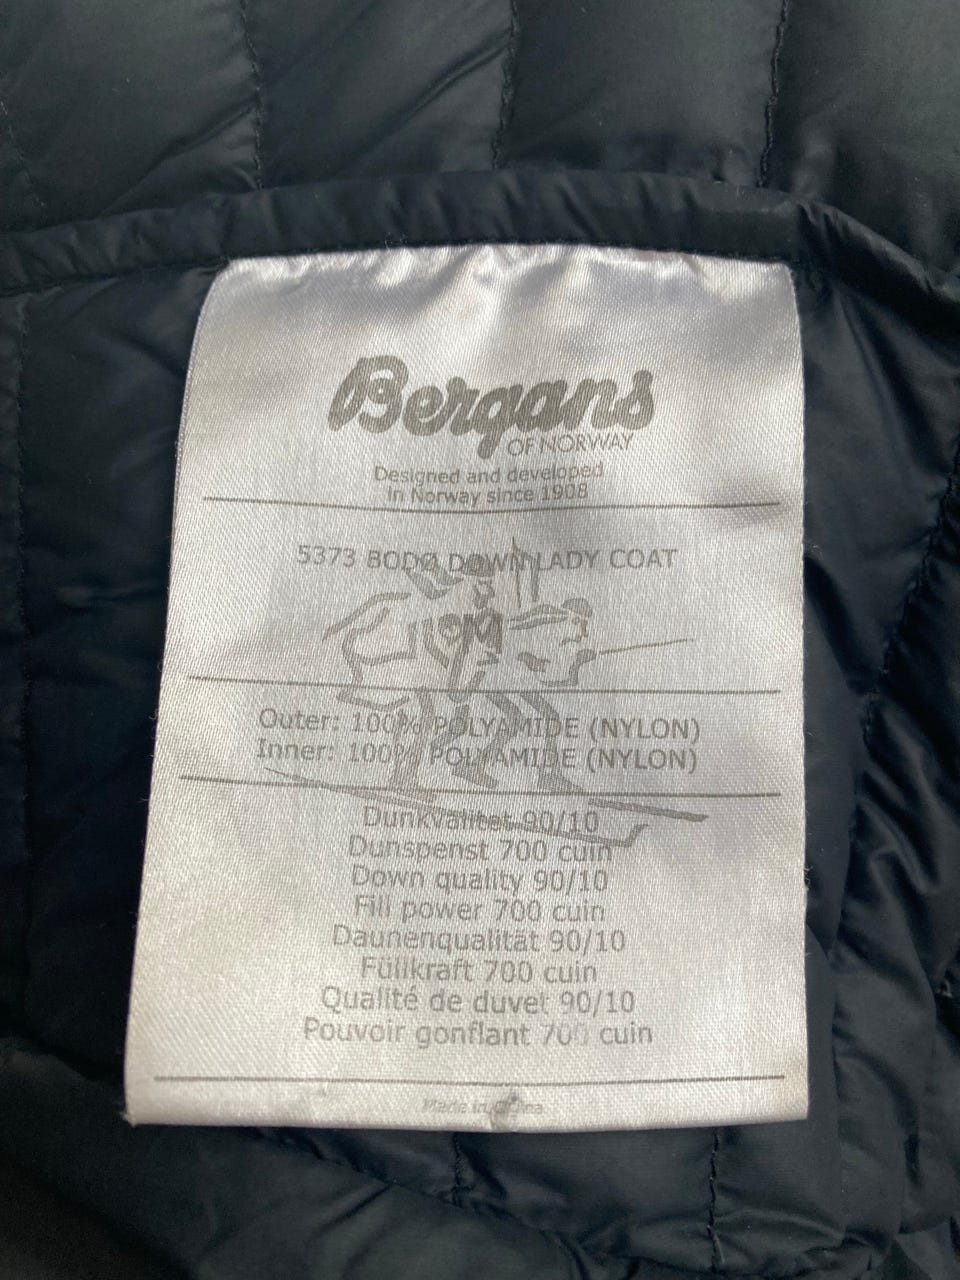 Bergans
OF NORWAY
Designed and developed
in Norway since 1908
5373 BODØ DOWN LADY COAT
Outer: 100% POLYAMIDE (NYLON)
Inner: 100% POLYAMIDE (NYLON)
Dunkvalitet 90/10
Dunspenst 700 cuin
Down quality 90/10
Fill power 700 cuin
Daunenqualität 90/10
Füllkraft 700 cuin
Qualité de duvet 90/10
Pouvoir gonflant 700 cuin
Made in China